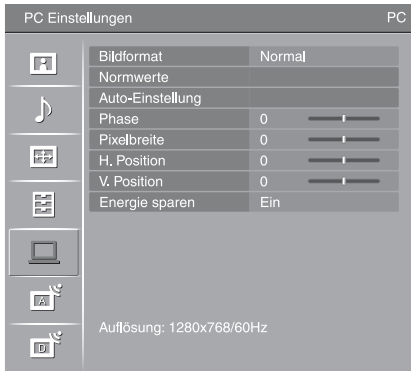 PC Einstellungen PC
Bildformat Normal
Normwerte
Auto-Einstellung
Phase 0
Pixelbreite 0
H. Position 0
V. Position 0
Energie sparen Ein
A
D
Auflösung: 1280x768/60Hz